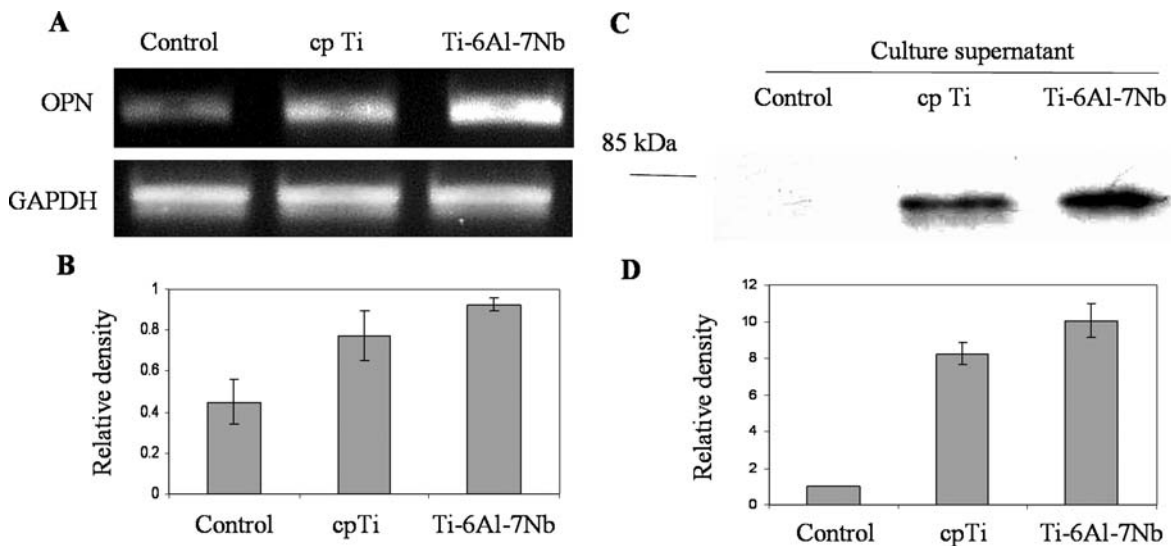 A
Control cp Ti Ti-6Al-7Nb
OPN
GAPDH
B
Relative density
1
0.8
0.6
0.4
0.2
0
Control cpTi Ti-6Al-7Nb
C
Culture supernatant
Control cp Ti Ti-6Al-7Nb
85 kDa
D
Relative density
12
10
8
6
4
2
0
Control cpTi Ti-6Al-7Nb